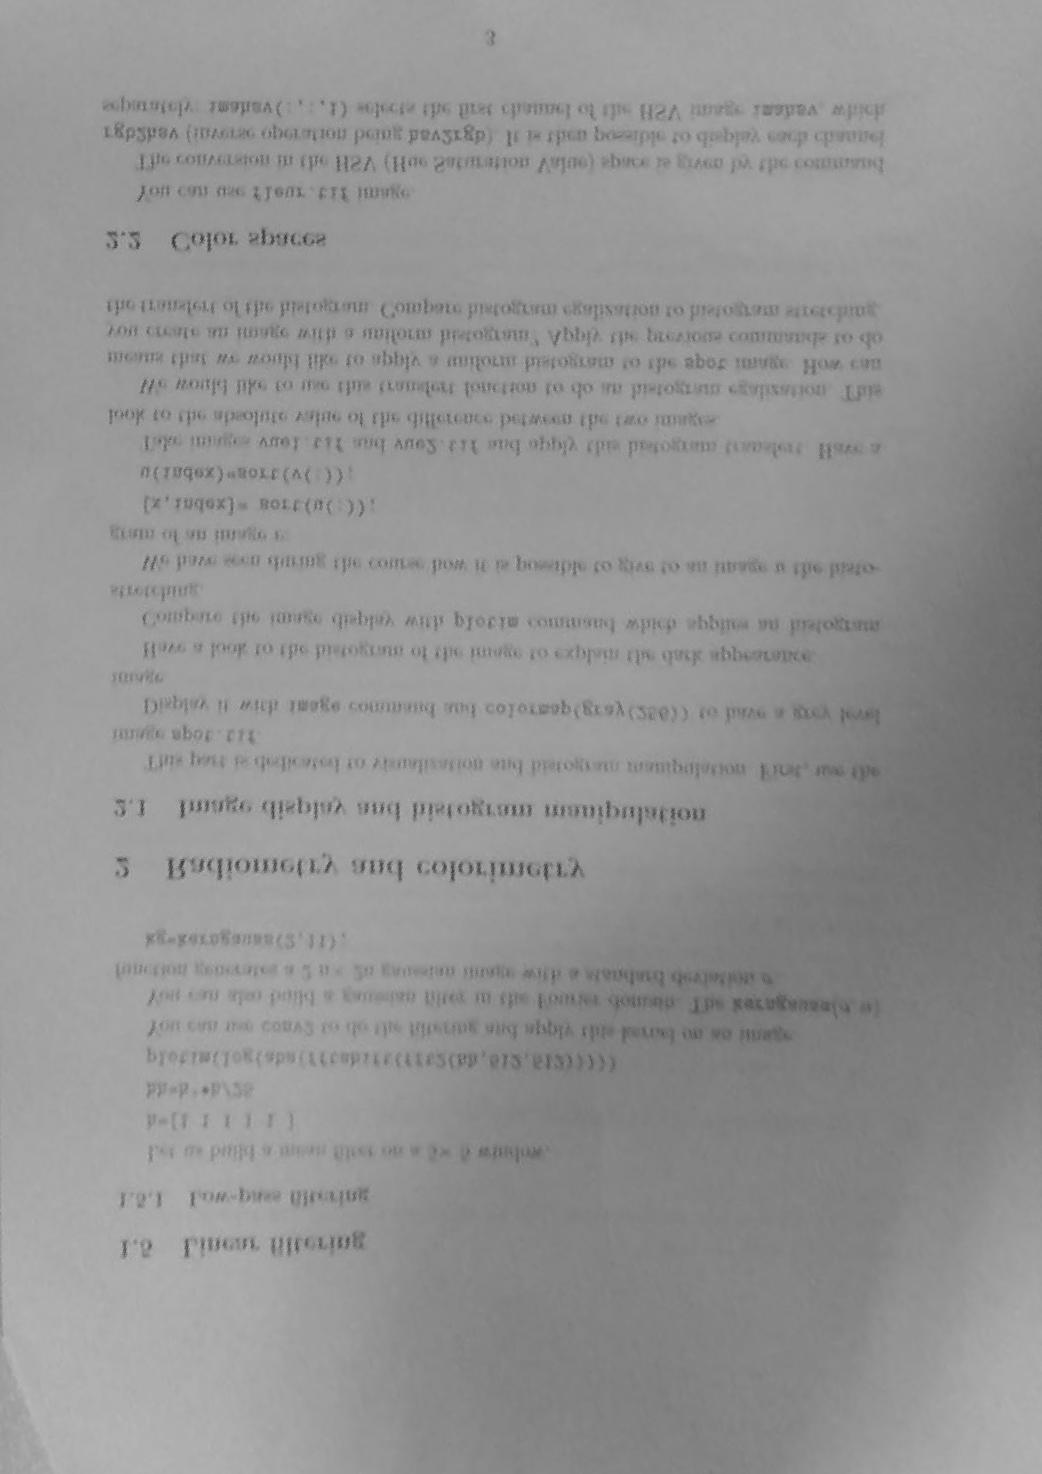 1.5 Linear filtering
1.5.1 Low-pass filtering
Let us build a mean filter on a 5× 5 window.
h=[1 1 1 1 1 ]
hh=h'*h/25
plotim(log(abs(fftshift(fft2(hh,512,512)))))
You can use conv2 to do the filtering and apply this kernel on an image.
You can also build a gaussian filter in the Fourier domain. The kerngauss(σ n)
function generates a 2 n × 2n gaussian image with a standard deviation σ
kg=kerngauss(2,11);
2 Radiometry and colorimetry
2.1 Image display and histogram manipulation
This part is dedicated to visualization and histogram manipulation. First, use the
image spot.tif.
Display it with image command and colormap(gray(256)) to have a grey level
image.
Have a look to the histogram of the image to explain the dark appearance.
Compare the image display with plotim command which applies an histogram
stretching.
We have seen during the course how it is possible to give to an image u the histo-
gram of an image v.
[x,index]= sort(u(:));
u(index)=sort(v(:));
Take images vue1.tif and vue2.tif and apply this histogram transfert. Have a
look to the absolute value of the difference between the two images.
We would like to use this transfert fonction to do an histogram egalization. This
means that we would like to apply a uniform histogram to the spot image. How can
you create an image with a uniform histogram? Apply the previous commands to do
the transfert of the histogram. Compare histogram egalization to histogram stretching.
2.2 Color spaces
You can use fleur.tif image.
The conversion in the HSV (Hue Saturation Value) space is given by the command
rgb2hsv (inverse operation being hsv2rgb). It is then possible to display each channel
separately: imahsv(:,:,1) selects the first channel of the HSV image imahsv, which
3